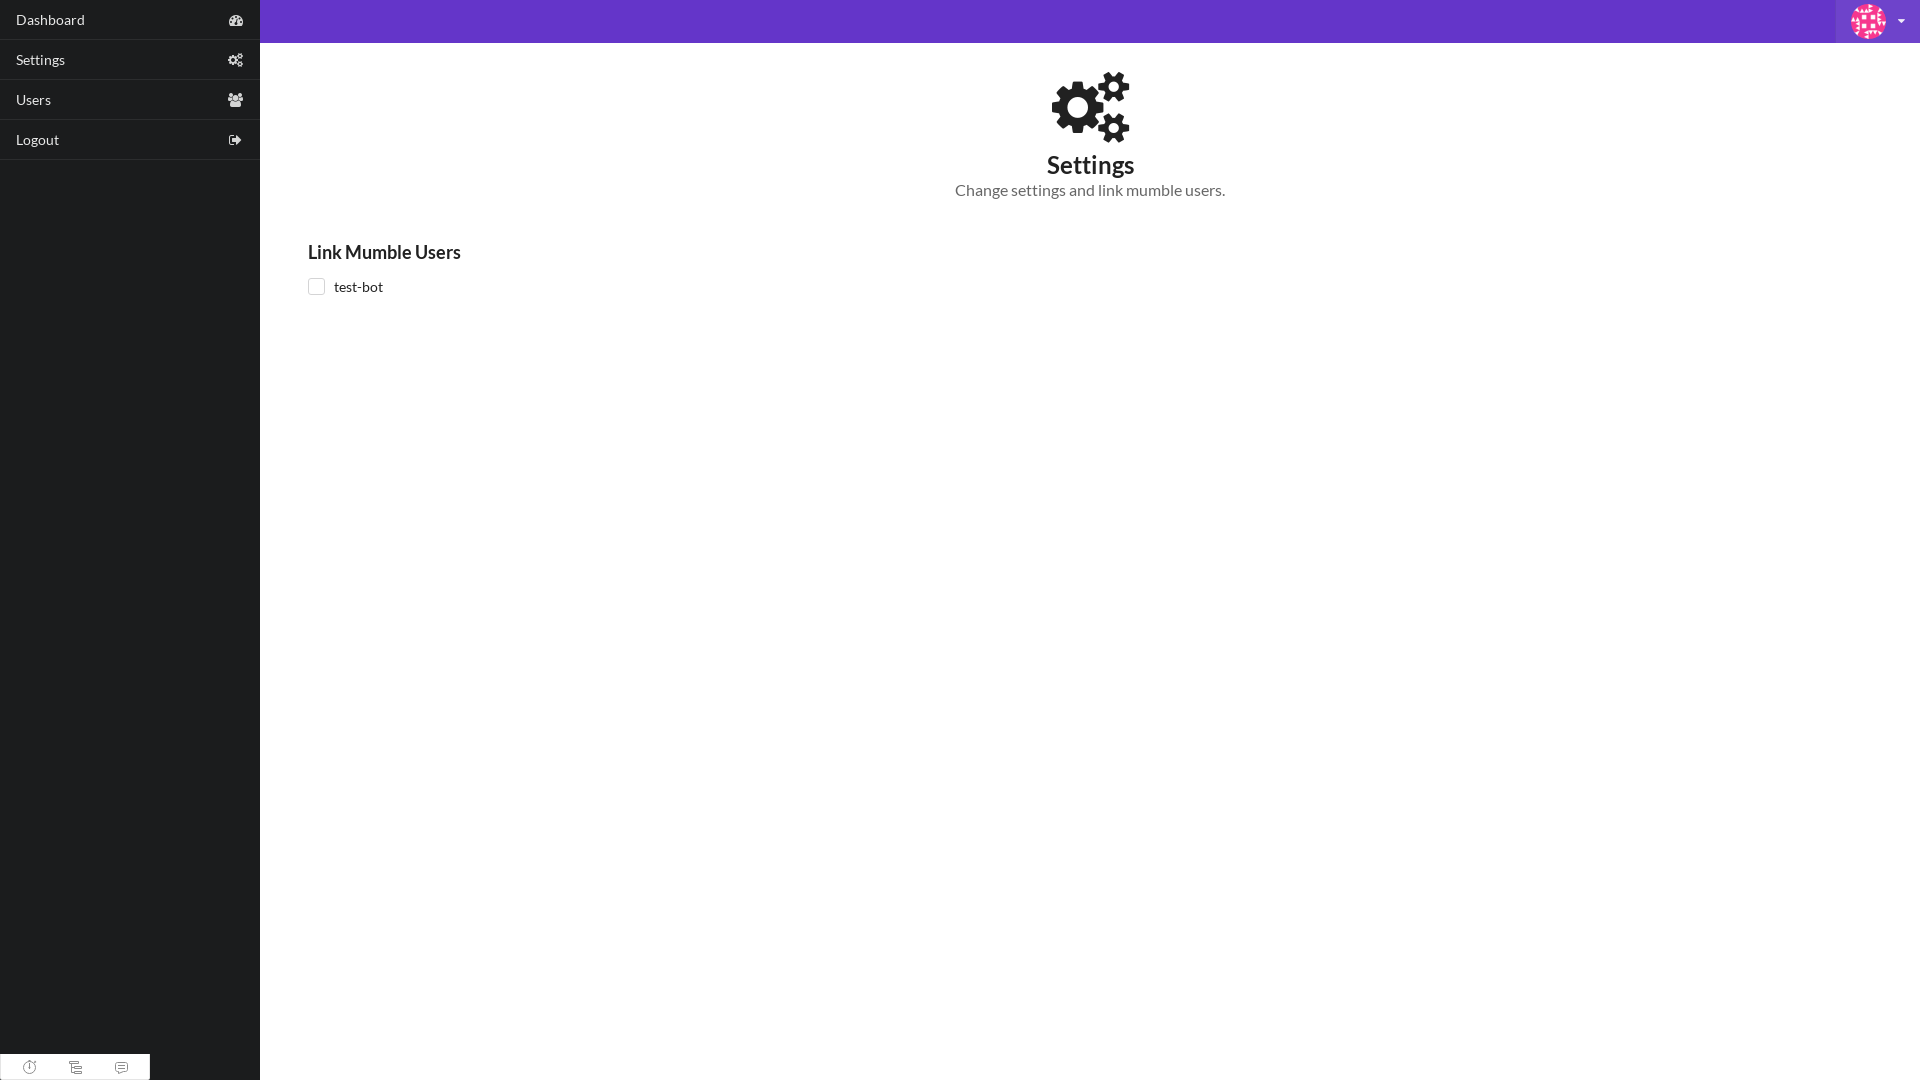 Dashboard
Settings
Users
Logout
Settings
Change settings and link mumble users.
Link Mumble Users
test-bot